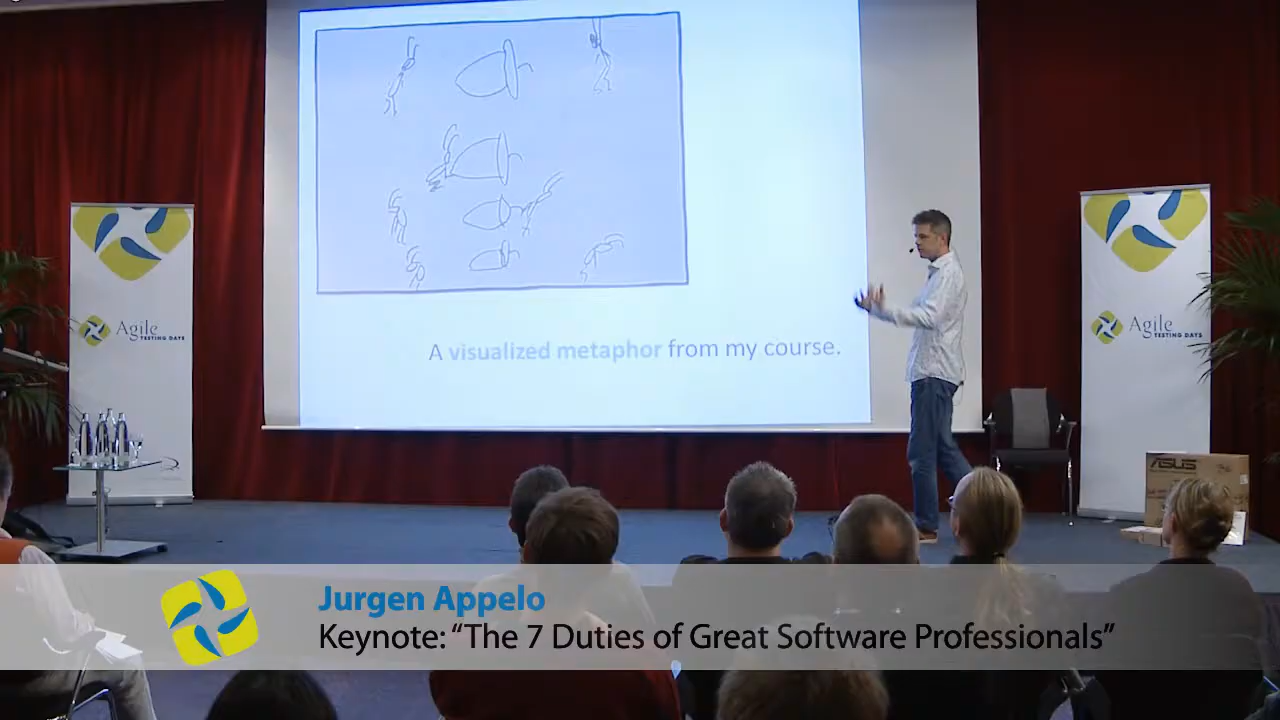 A visualized metaphor from my course.
Agile
TESTING DAYS
Agile
TESTING DAYS
ASUS
Jurgen Appelo
Keynote: “The 7 Duties of Great Software Professionals”